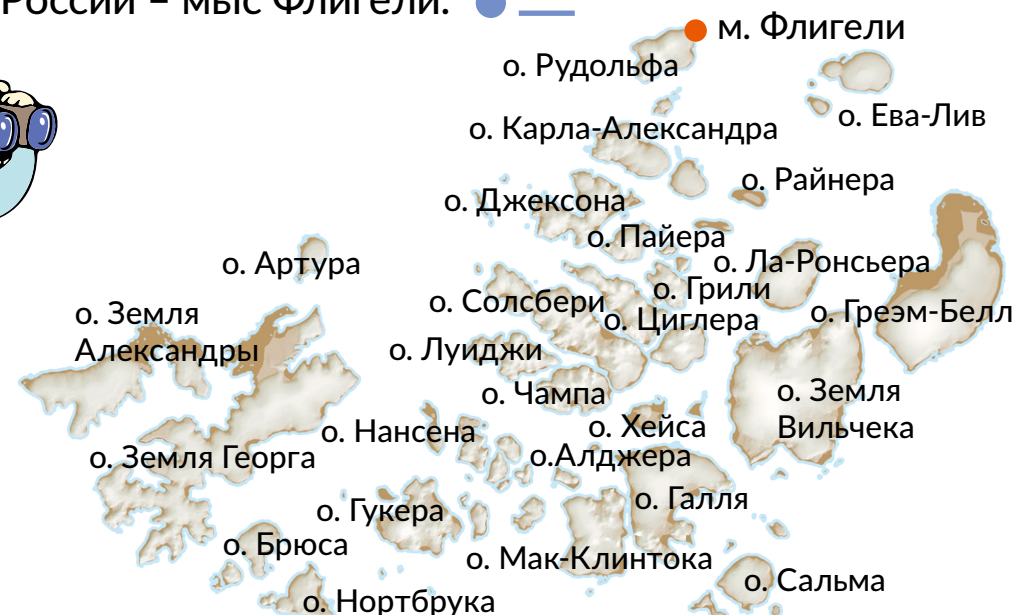 России – мыс Флигели.
м. Флигели
о. Рудольфа
о. Ева-Лив
о. Карла-Александра
о. Райнера
о. Джексона
о. Пайера
о. Артура
о. Ла-Ронсьера
о. Грили
о. Солсбери
о. Земля
Александры
о. Циглера
о. Греэм-Белл
о. Луиджи
о. Чампа
о. Земля
Вильчека
о. Нансена
о. Хейса
о. Земля Георга
о.Алджера
о. Галля
о. Гукера
о. Брюса
о. Мак-Клинтока
о. Сальма
о. Нортбрука